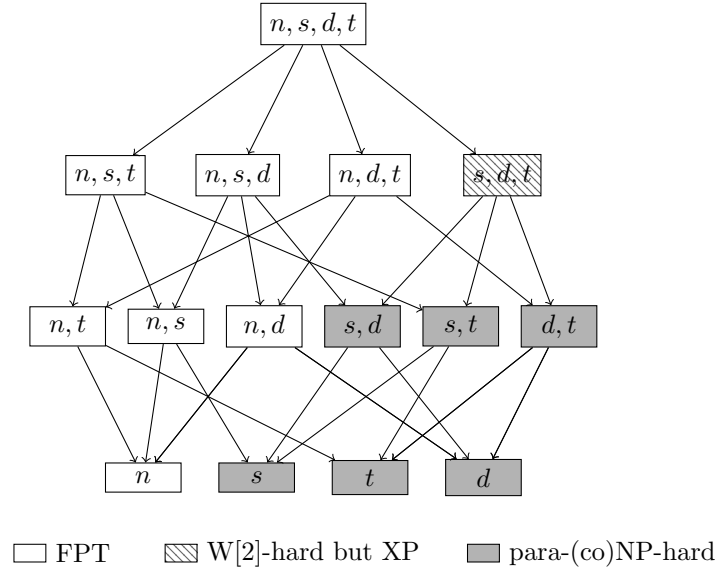 n, s, d, t
n, s, t n, s, d n, d, t s, d, t
n, t n, s n, d s, d s, t d, t
n s t d
FPT W[2]-hard but XP para-(co)NP-hard